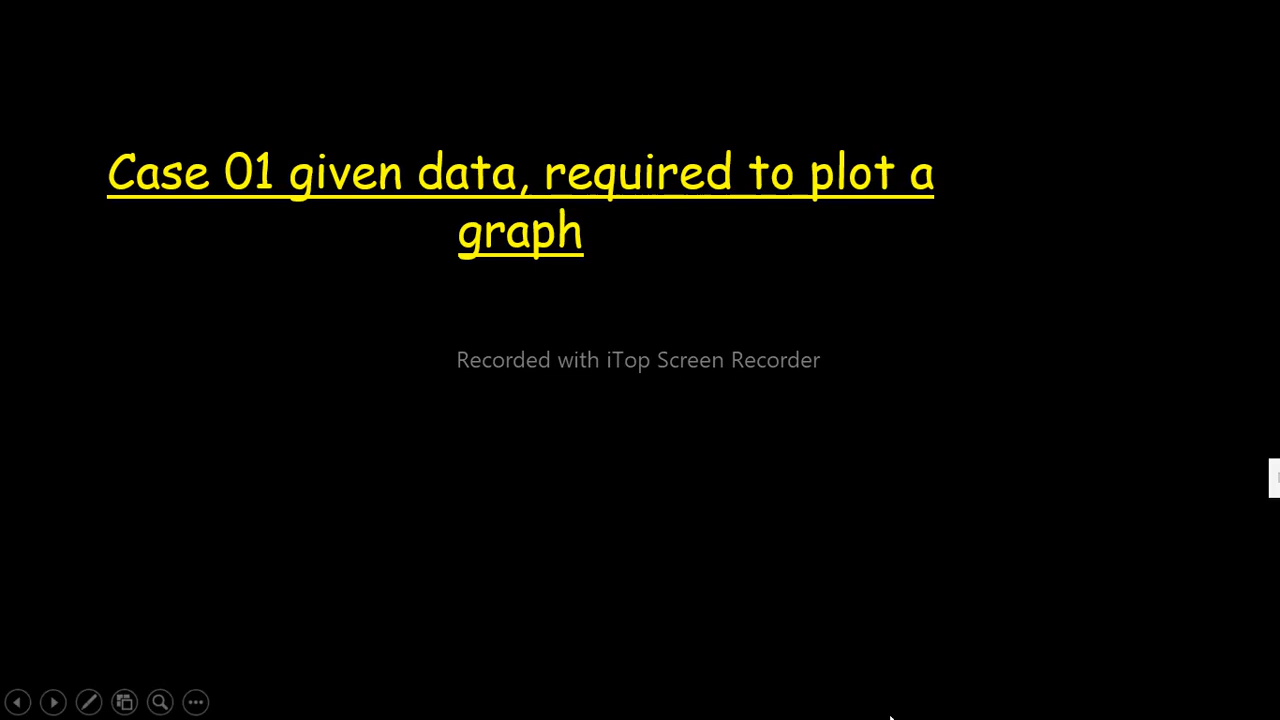 Case 01 given data, required to plot a
graph
Recorded with iTop Screen Recorder